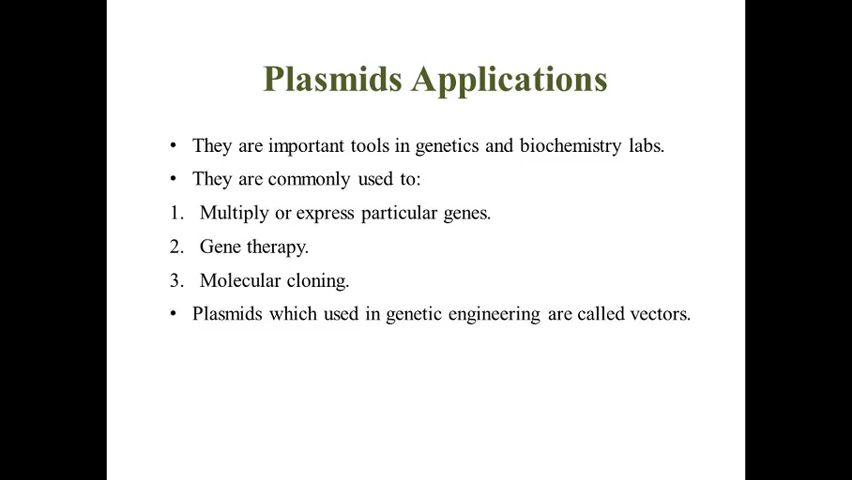 Plasmids Applications
• They are important tools in genetics and biochemistry labs.
• They are commonly used to:
1. Multiply or express particular genes.
2. Gene therapy.
3. Molecular cloning.
• Plasmids which used in genetic engineering are called vectors.